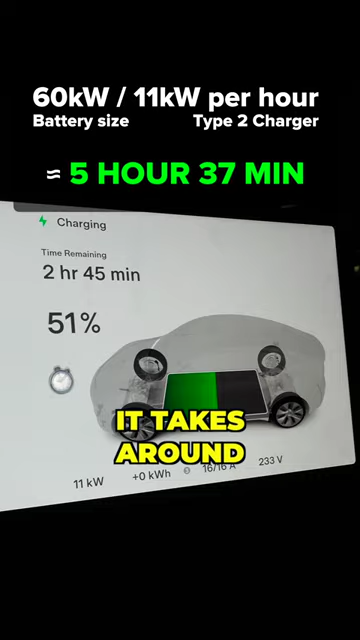 60kW / 11kW per hour
Battery size Type 2 Charger
≈ 5 HOUR 37 MIN
Charging
Time Remaining
2 hr 45 min
51%
IT TAKES
AROUND
11 kW +0 kWh 16/16 A 233 V